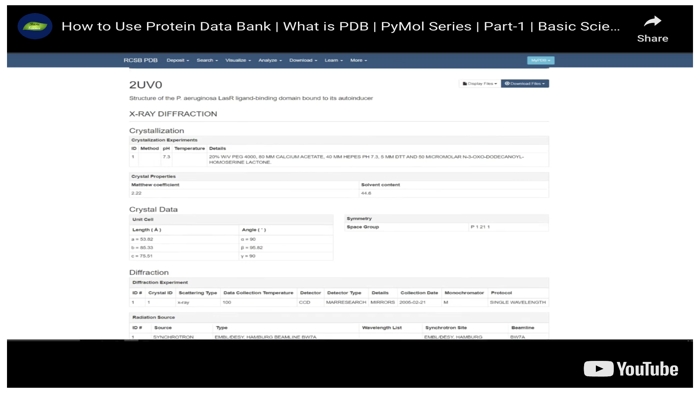 How to Use Protein Data Bank | What is PDB | PyMol Series | Part-1 | Basic Scie...
Share
RCSB PDB Deposit Search Visualize Analyze Download Learn More
2UV0 Display Files Download Files
Structure of the P. aeruginosa LasR ligand-binding domain bound to its autoinducer
X-RAY DIFFRACTION
Crystallization
Crystallization Experiments
ID Method pH Temperature Details
1 7.3 20% W/V PEG 4000, 80 MM CALCIUM ACETATE, 40 MM HEPES PH 7.3, 5 MM DTT AND 50 MICROMOLAR N-3-OXO-DODECANOYL-
HOMOSERINE LACTONE.
Crystal Properties
Matthew coefficient Solvent content
2.22 44.6
Crystal Data
Unit Cell Symmetry
Length ( Å ) Angle ( ˚ ) Space Group P 1 21 1
a = α = 90
b = β =
c = 75.51 γ = 90
Diffraction
Diffraction Experiment
ID # Crystal ID Scattering Type Data Collection Temperature Detector Detector Type Details Collection Date Monochromator Protocol
1 1 x-ray 100 CCD MARRESEARCH MIRRORS 2006-02-21 M SINGLE WAVELENGTH
Radiation Source
ID # Source Type Wavelength List Synchrotron Site Beamline
1 SYNCHROTRON EMBL/DESY, HAMBURG BEAMLINE BW7A EMBL/DESY, HAMBURG BW7A
YouTube